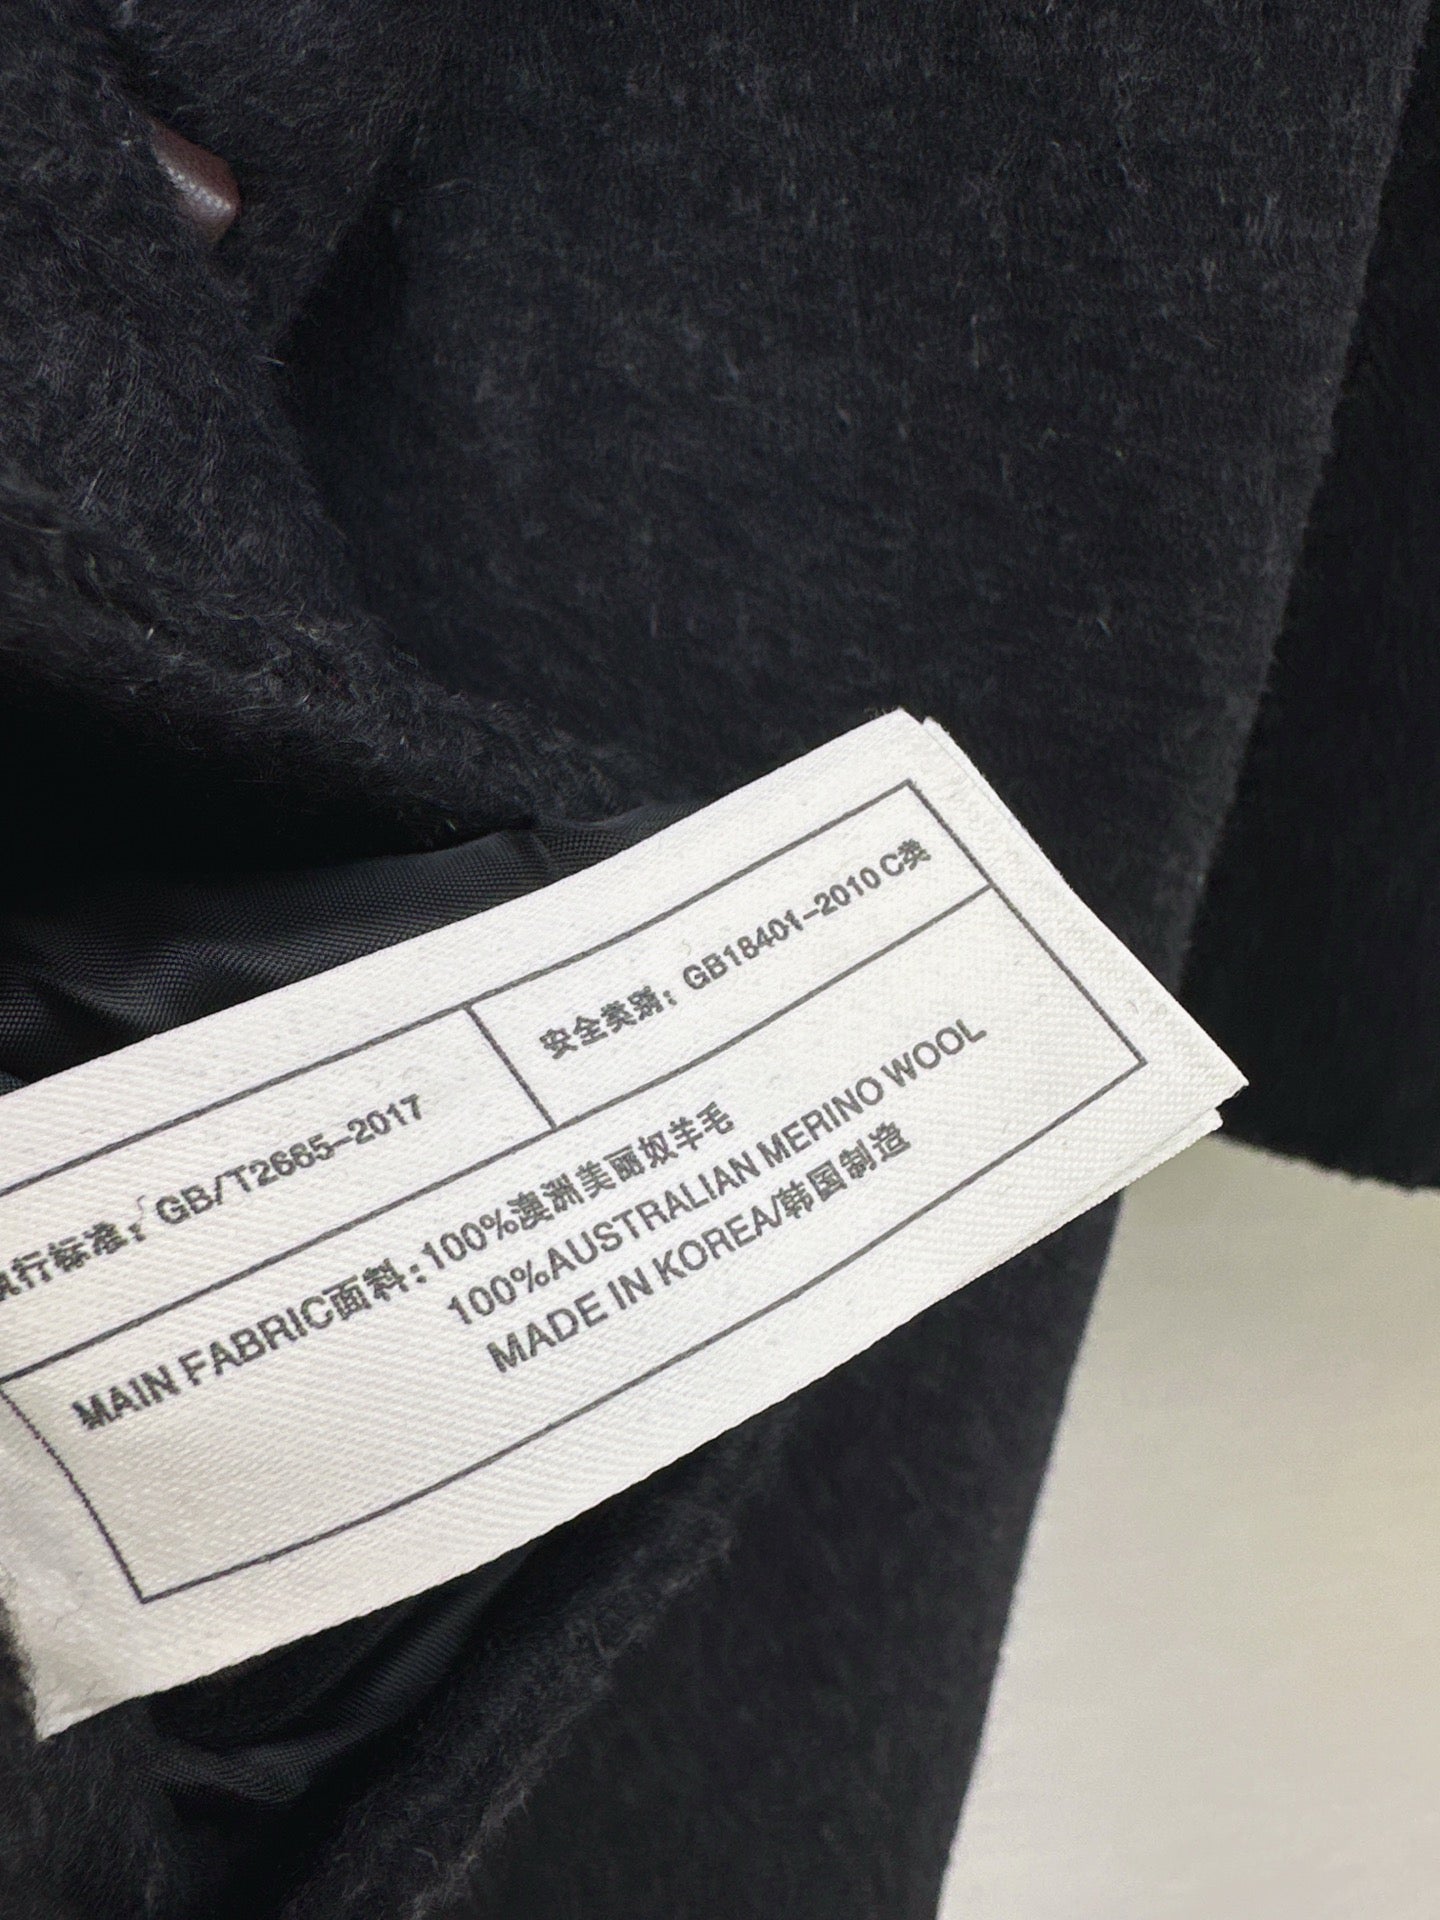 执行标准：GB/T2665-2017
安全类别：GB18401-2010 C类
MAIN FABRIC面料：100%澳洲美丽奴羊毛
100%AUSTRALIAN MERINO WOOL
MADE IN KOREA/韩国制造